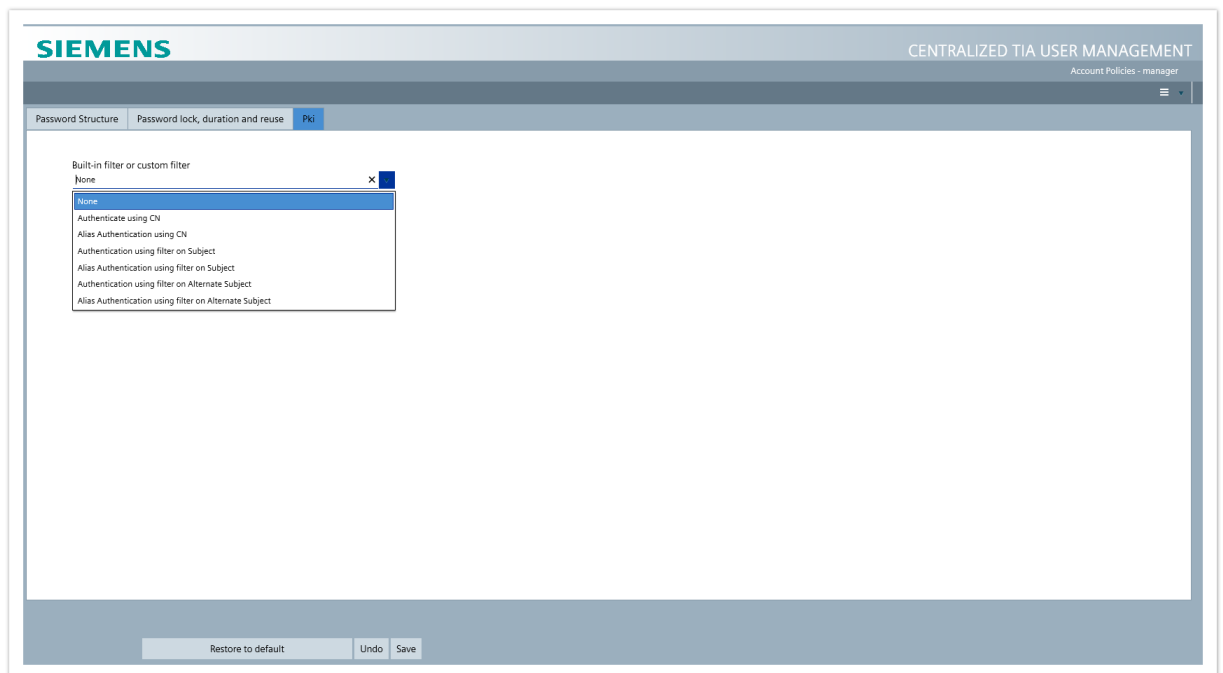 SIEMENS
CENTRALIZED TIA USER MANAGEMENT
Account Policies - manager
Password Structure
Password lock, duration and reuse
Pki
Built-in filter or custom filter
None
None
Authenticate using CN
Alias Authentication using CN
Authentication using filter on Subject
Alias Authentication using filter on Subject
Authentication using filter on Alternate Subject
Alias Authentication using filter on Alternate Subject
Restore to default
Undo
Save